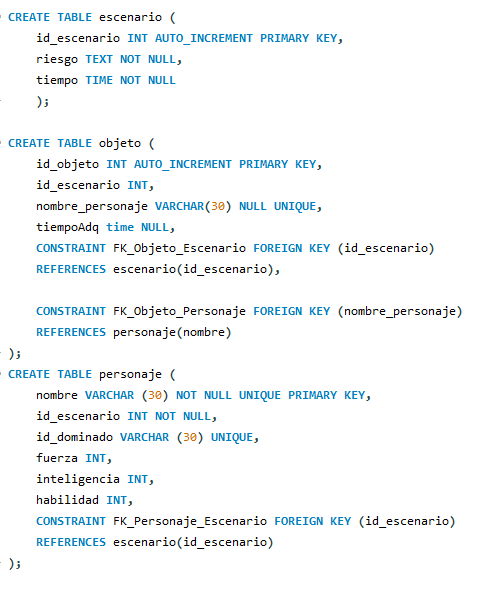 CREATE TABLE escenario (
id_escenario INT AUTO_INCREMENT PRIMARY KEY,
riesgo TEXT NOT NULL,
tiempo TIME NOT NULL
);
CREATE TABLE objeto (
id_objeto INT AUTO_INCREMENT PRIMARY KEY,
id_escenario INT,
nombre_personaje VARCHAR(30) NULL UNIQUE,
tiempoAdq time NULL,
CONSTRAINT FK_Objeto_Escenario FOREIGN KEY (id_escenario)
REFERENCES escenario(id_escenario),
CONSTRAINT FK_Objeto_Personaje FOREIGN KEY (nombre_personaje)
REFERENCES personaje(nombre)
);
CREATE TABLE personaje (
nombre VARCHAR (30) NOT NULL UNIQUE PRIMARY KEY,
id_escenario INT NOT NULL,
id_dominado VARCHAR (30) UNIQUE,
fuerza INT,
inteligencia INT,
habilidad INT,
CONSTRAINT FK_Personaje_Escenario FOREIGN KEY (id_escenario)
REFERENCES escenario(id_escenario)
);